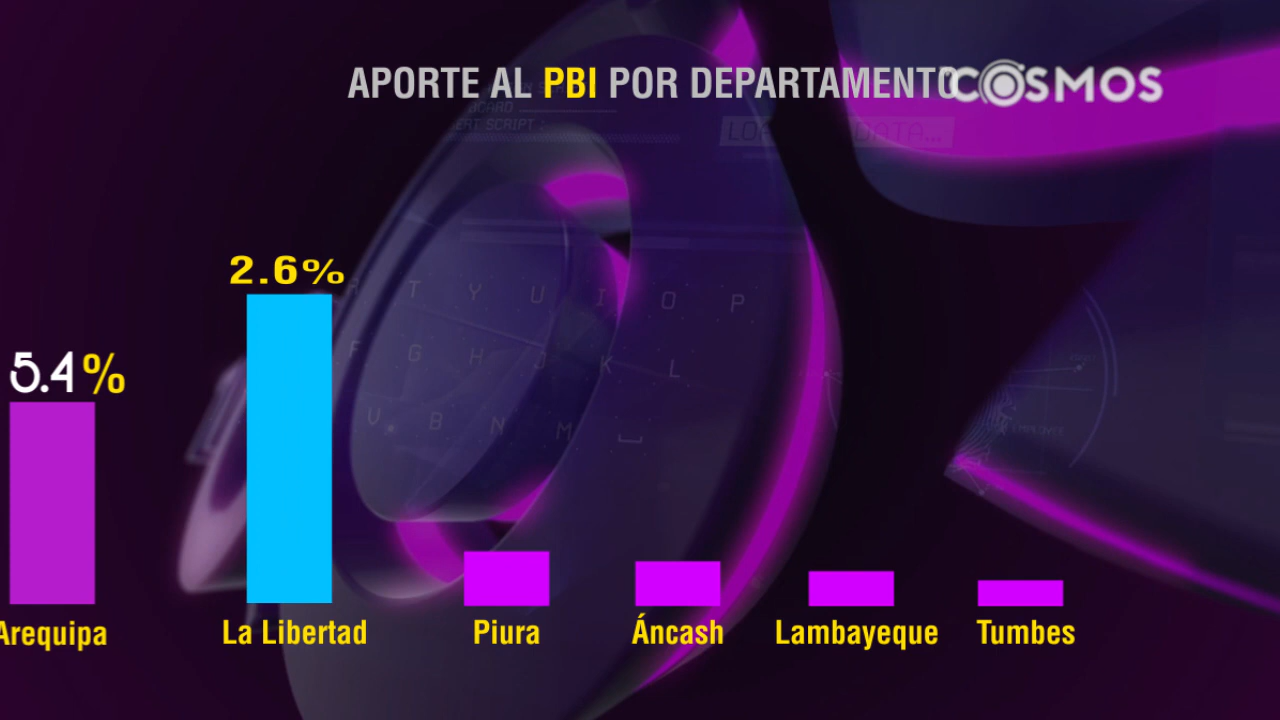 APORTE AL PBI POR DEPARTAMENTO
COSMOS
2.6%
5.4%
R T Y U I O P
F G H J K L
V B N M
Arequipa
La Libertad
Piura
Áncash
Lambayeque
Tumbes